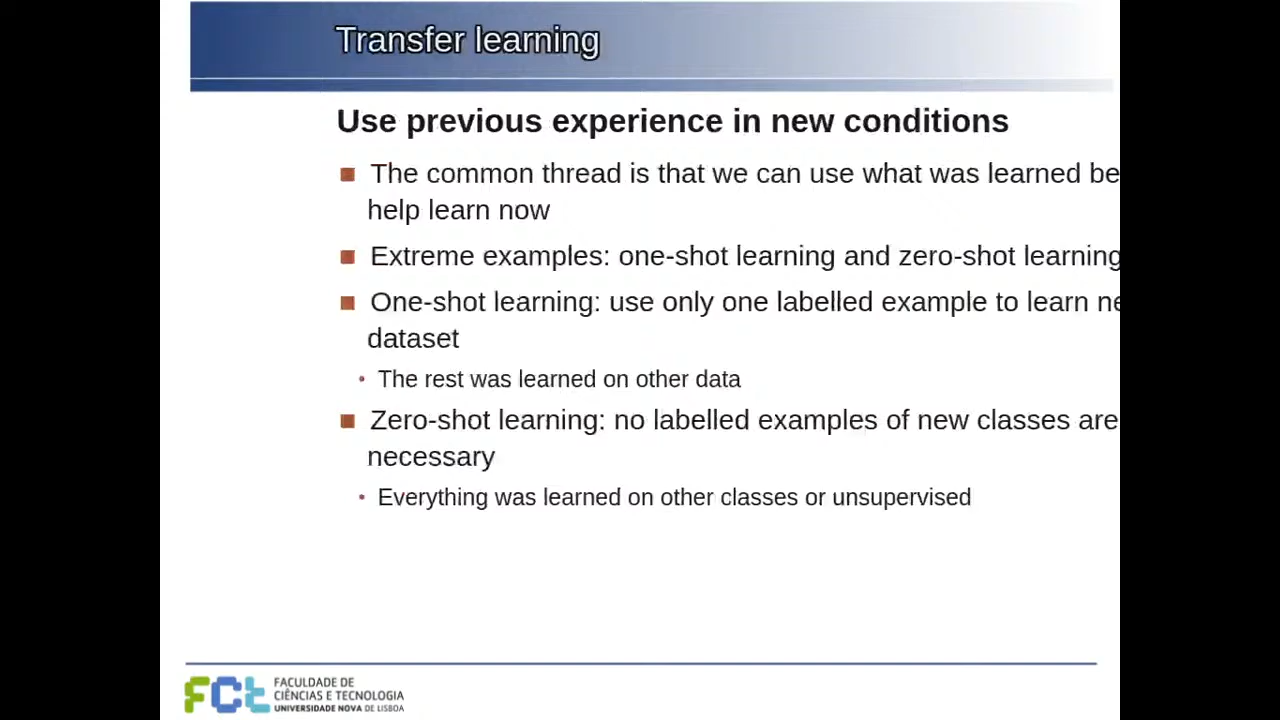 Transfer learning
Use previous experience in new conditions
The common thread is that we can use what was learned be
help learn now
Extreme examples: one-shot learning and zero-shot learning
One-shot learning: use only one labelled example to learn ne
dataset
The rest was learned on other data
Zero-shot learning: no labelled examples of new classes are
necessary
Everything was learned on other classes or unsupervised
FCT
FACULDADE DE
CIÊNCIAS E TECNOLOGIA
UNIVERSIDADE NOVA DE LISBOA